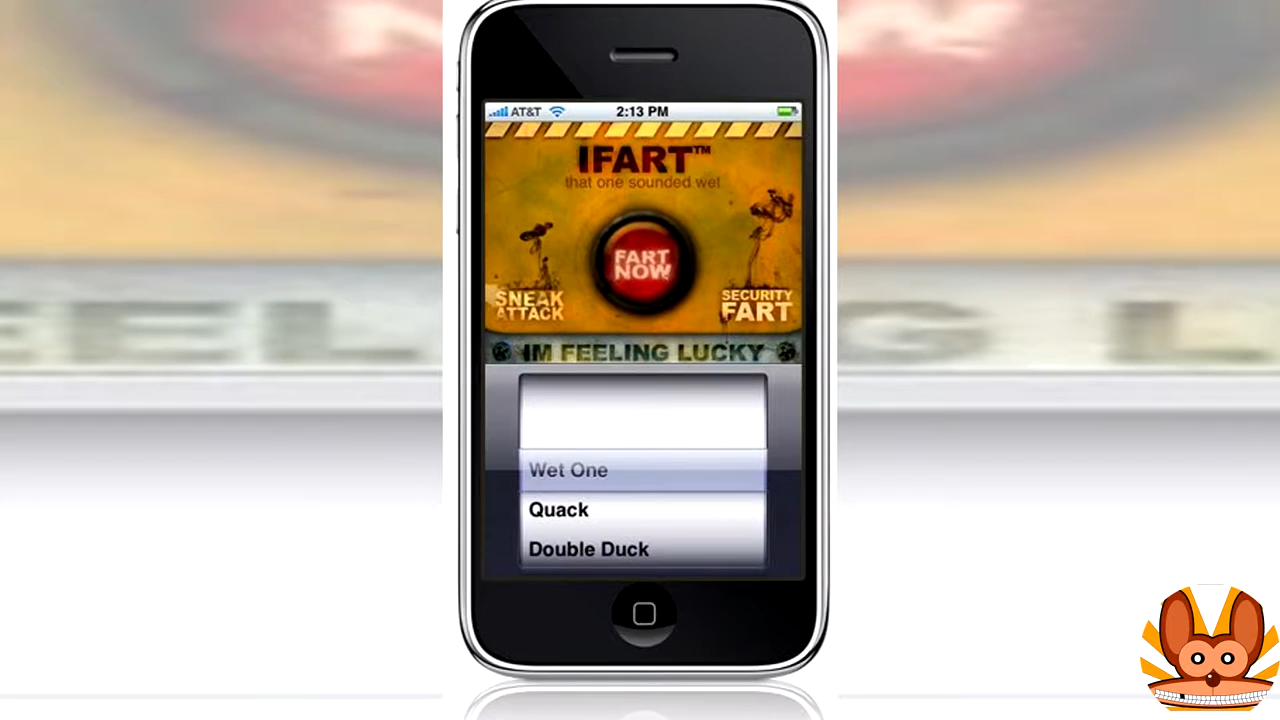 AT&T 2:13 PM
IFART™
that one sounded wet
FART
NOW
SNEAK
ATTACK
SECURITY
FART
IM FEELING LUCKY
Wet One
Quack
Double Duck